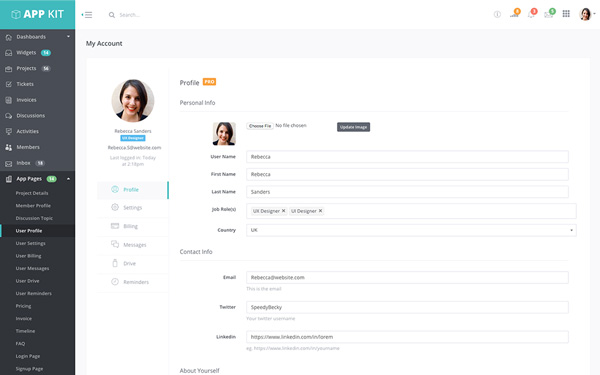 APP KIT
Search...
6
3
5
Dashboards
Widgets 14
Projects 56
Tickets
Invoices
Discussions
Activities
Members
Inbox 18
App Pages 14
Project Details
Member Profile
Discussion Topic
User Profile
User Settings
User Billing
User Messages
User Drive
User Reminders
Pricing
Invoice
Timeline
FAQ
Login Page
Signup Page
My Account
Rebecca Sanders
UX Designer
Rebecca.S@website.com
Last logged in: Today
at 2:18pm
Profile
Settings
Billing
Messages
Drive
Reminders
Profile PRO
Personal Info
Choose File No file chosen
Update Image
User Name Rebecca
First Name Rebecca
Last Name Sanders
Job Role(s) UX Designer × UI Designer ×
Country UK
Contact Info
Email Rebecca@website.com
This is the email
Twitter SpeedyBecky
Your twitter username
Linkedin https://www.linkedin.com/in/lorem
eg. https://www.linkedin.com/in/yourname
About Yourself